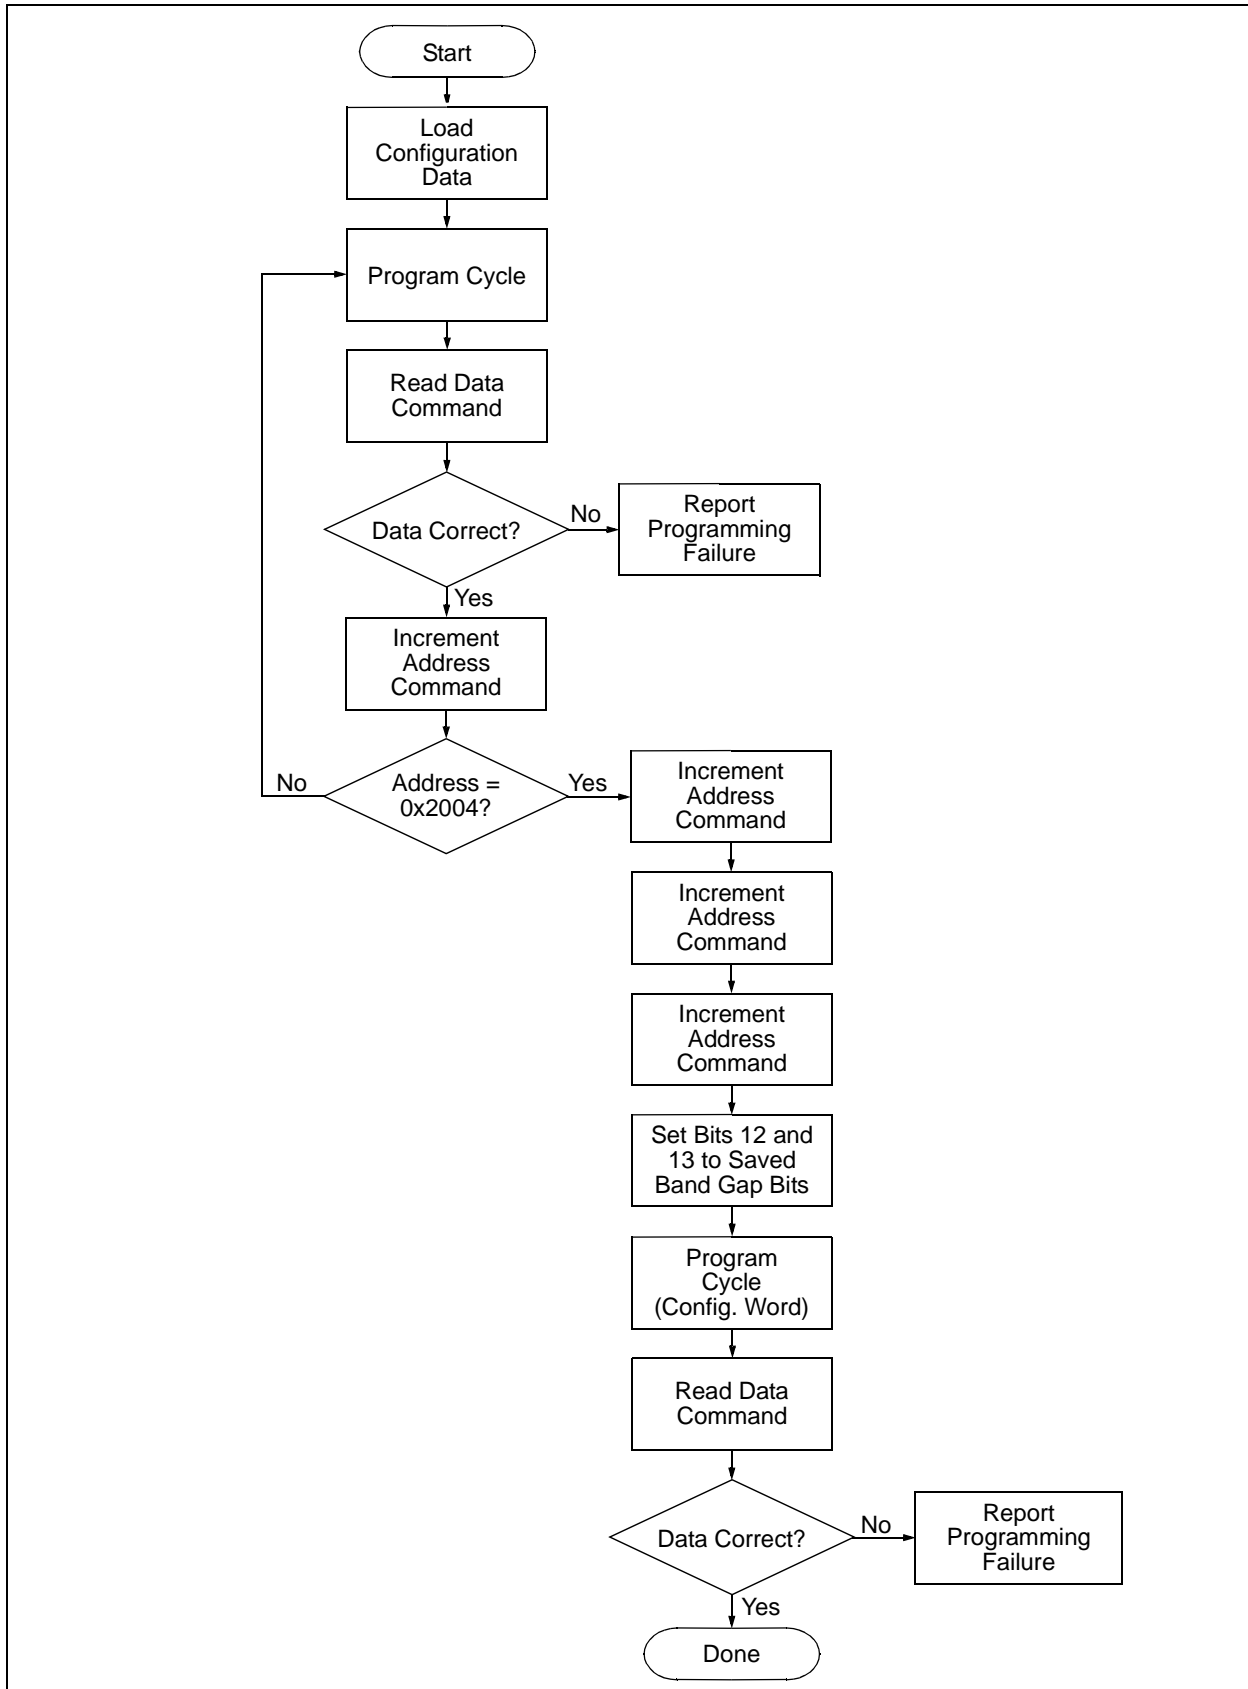 Start
Load
Configuration
Data
Program Cycle
Read Data
Command
Data Correct?
No
Report
Programming
Failure
Yes
Increment
Address
Command
No
Address =
0x2004?
Yes
Increment
Address
Command
Increment
Address
Command
Increment
Address
Command
Set Bits 12 and
13 to Saved
Band Gap Bits
Program
Cycle
(Config. Word)
Read Data
Command
Data Correct?
No
Report
Programming
Failure
Yes
Done